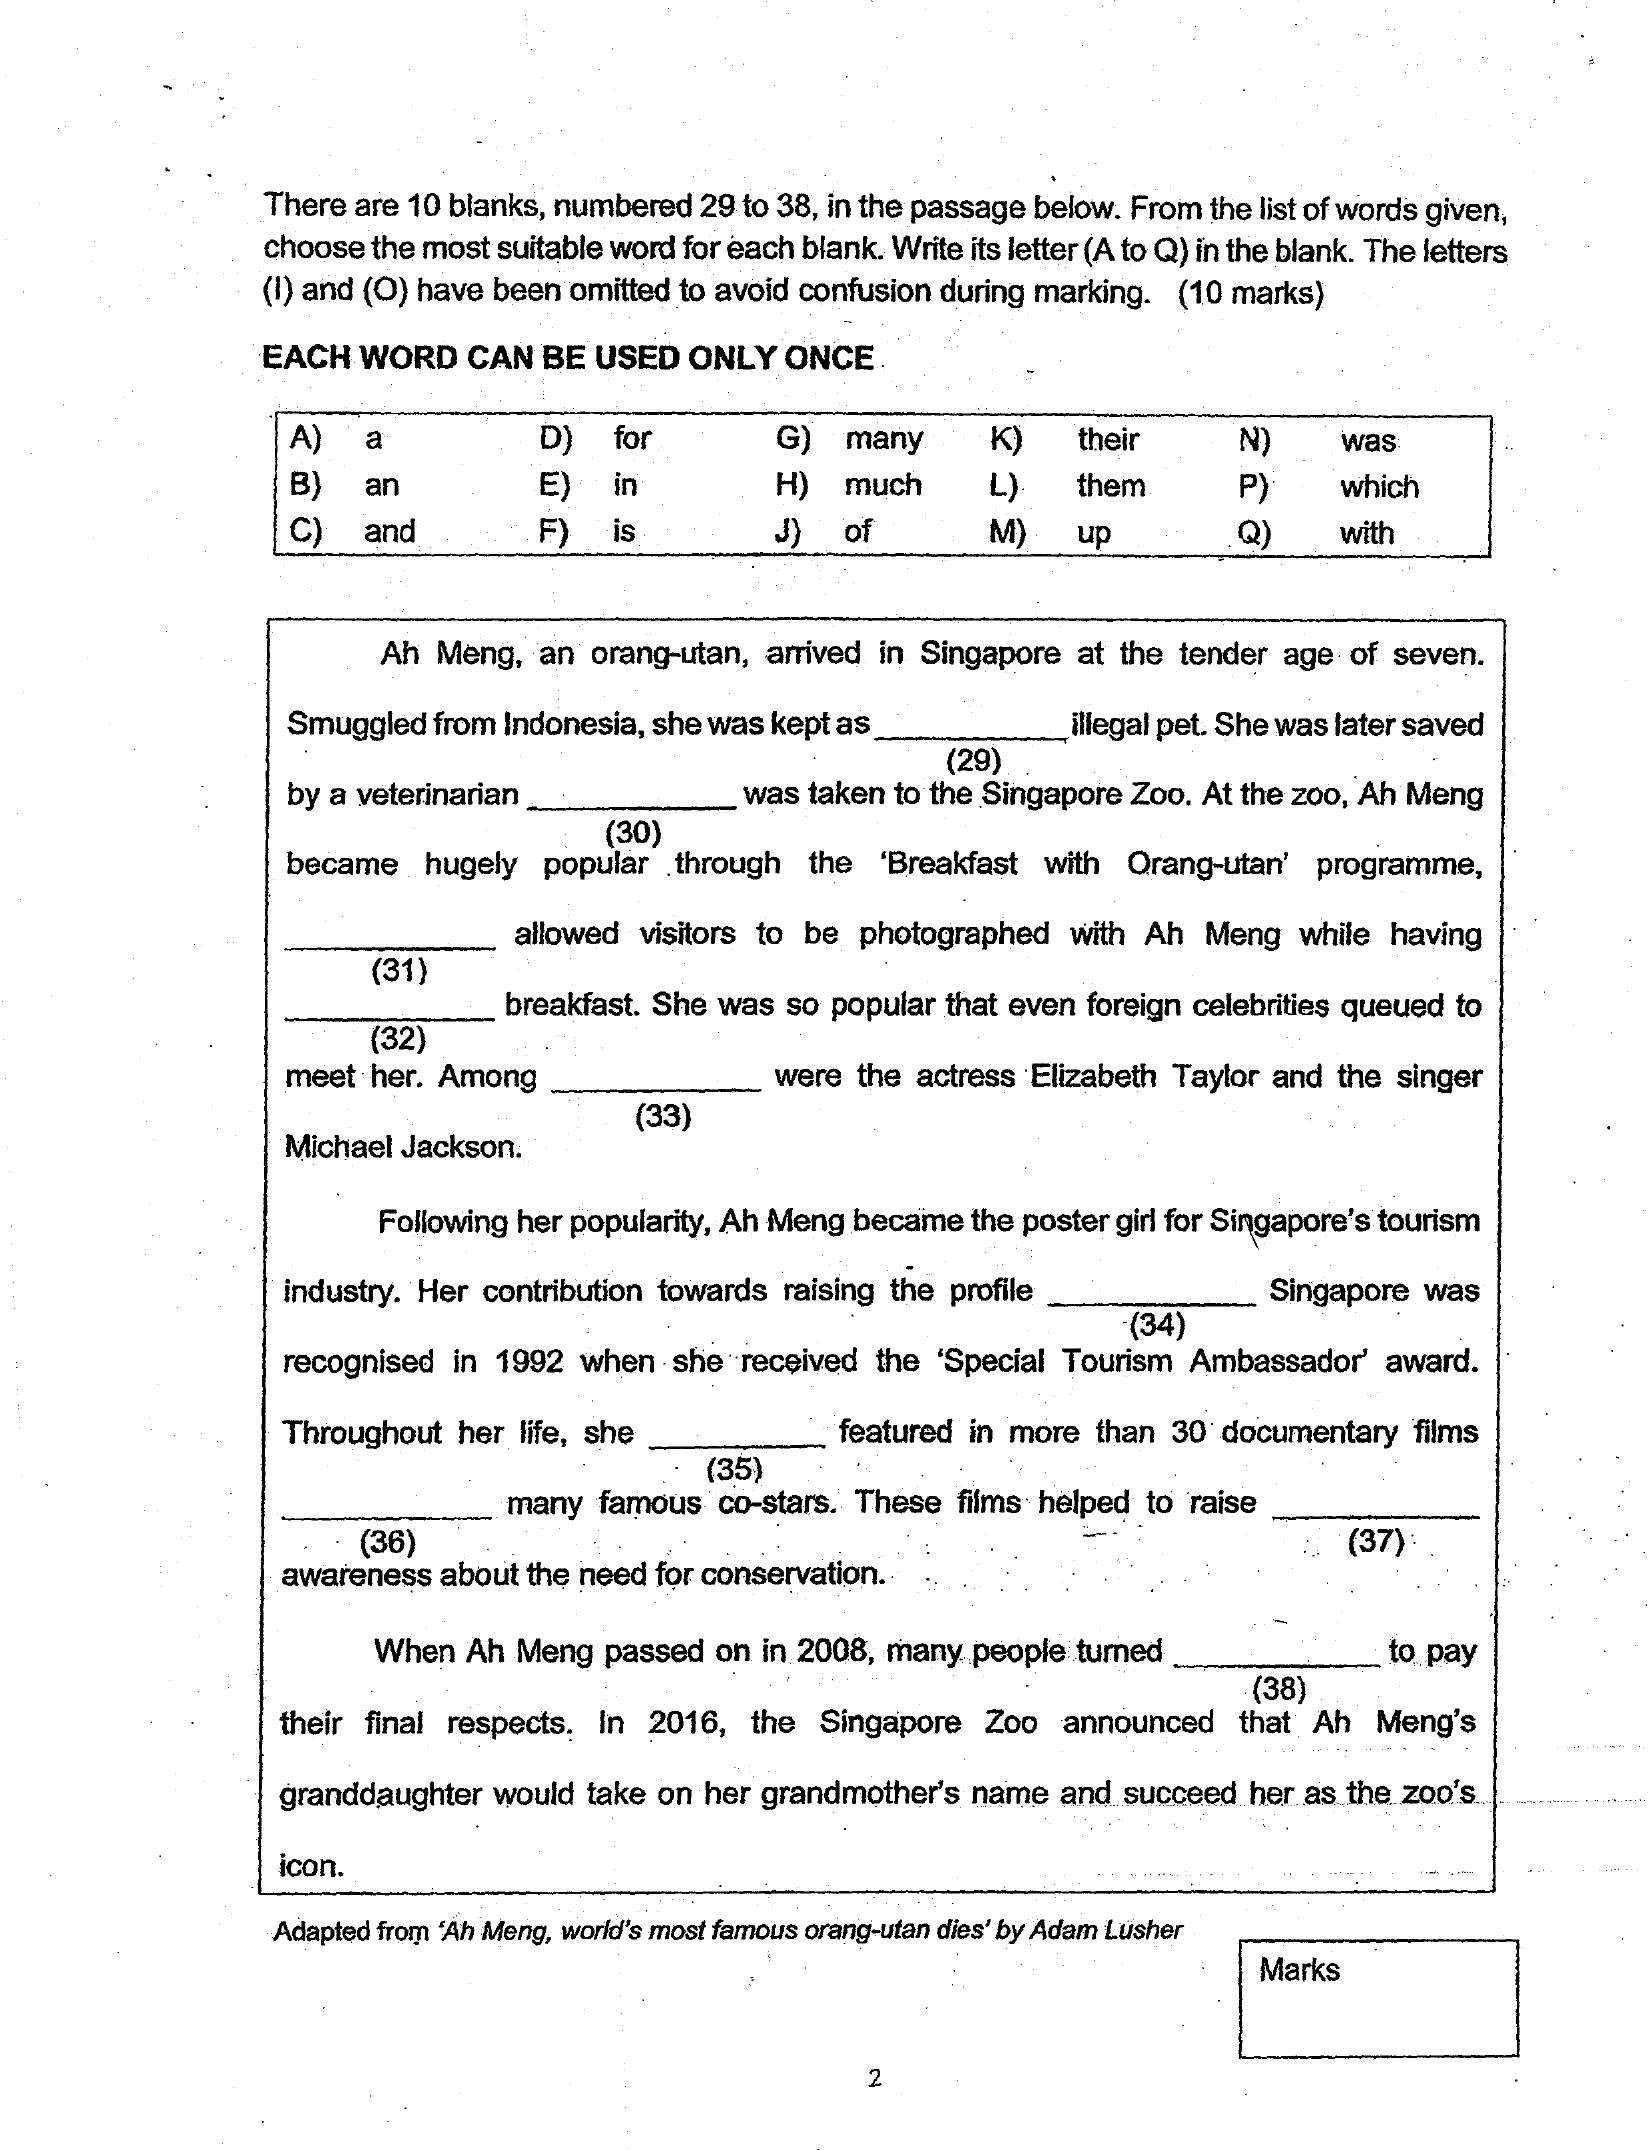 There are 10 blanks, numbered 29 to 38, in the passage below. From the list of words given,
choose the most suitable word for each blank. Write its letter (A to Q) in the blank. The letters
(I) and (O) have been omitted to avoid confusion during marking. (10 marks)
EACH WORD CAN BE USED ONLY ONCE
A) a D) for G) many K) their N) was
B) an E) in H) much L) them P) which
C) and F) is J) of M) up Q) with
Ah Meng, an orang-utan, arrived in Singapore at the tender age of seven.
Smuggled from Indonesia, she was kept as ____________ illegal pet. She was later saved
(29)
by a veterinarian ____________ was taken to the Singapore Zoo. At the zoo, Ah Meng
(30)
became hugely popular through the 'Breakfast with Orang-utan' programme,
____________ allowed visitors to be photographed with Ah Meng while having
(31)
____________ breakfast. She was so popular that even foreign celebrities queued to
(32)
meet her. Among ____________ were the actress Elizabeth Taylor and the singer
(33)
Michael Jackson.
Following her popularity, Ah Meng became the poster girl for Singapore's tourism
industry. Her contribution towards raising the profile ____________ Singapore was
(34)
recognised in 1992 when she received the 'Special Tourism Ambassador' award.
Throughout her life, she ____________ featured in more than 30 documentary films
(35)
____________ many famous co-stars. These films helped to raise ____________
(36) (37)
awareness about the need for conservation.
When Ah Meng passed on in 2008, many people turned ____________ to pay
(38)
their final respects. In 2016, the Singapore Zoo announced that Ah Meng's
granddaughter would take on her grandmother's name and succeed her as the zoo's
icon.
Adapted from 'Ah Meng, world's most famous orang-utan dies' by Adam Lusher
Marks
2